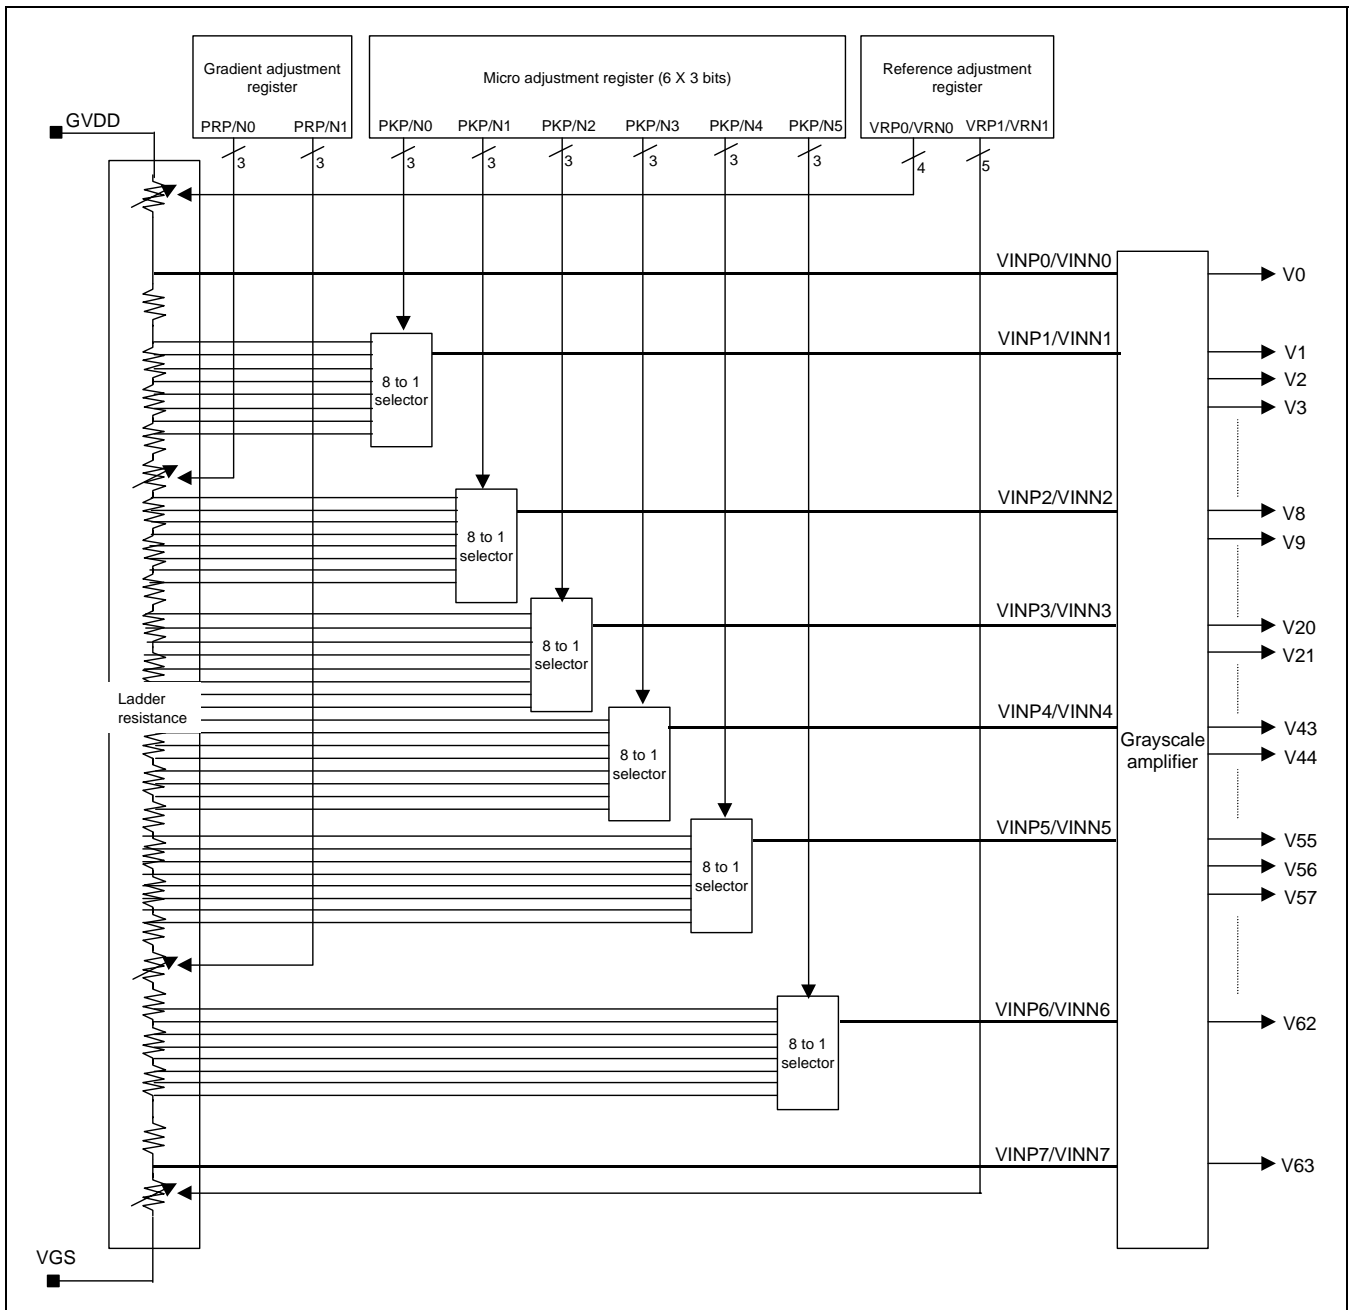 Gradient adjustment
register
Micro adjustment register (6 X 3 bits)
Reference adjustment
register
PRP/N0
PRP/N1
PKP/N0
PKP/N1
PKP/N2
PKP/N3
PKP/N4
PKP/N5
VRP0/VRN0
VRP1/VRN1
GVDD
3
3
3
3
3
3
3
3
4
5
VINP0/VINN0
V0
VINP1/VINN1
V1
8 to 1
selector
V2
V3
VINP2/VINN2
V8
8 to 1
selector
V9
VINP3/VINN3
V20
8 to 1
selector
V21
Ladder
resistance
VINP4/VINN4
V43
Grayscale
amplifier
8 to 1
selector
V44
VINP5/VINN5
V55
8 to 1
selector
V56
V57
VINP6/VINN6
V62
8 to 1
selector
VINP7/VINN7
V63
VGS